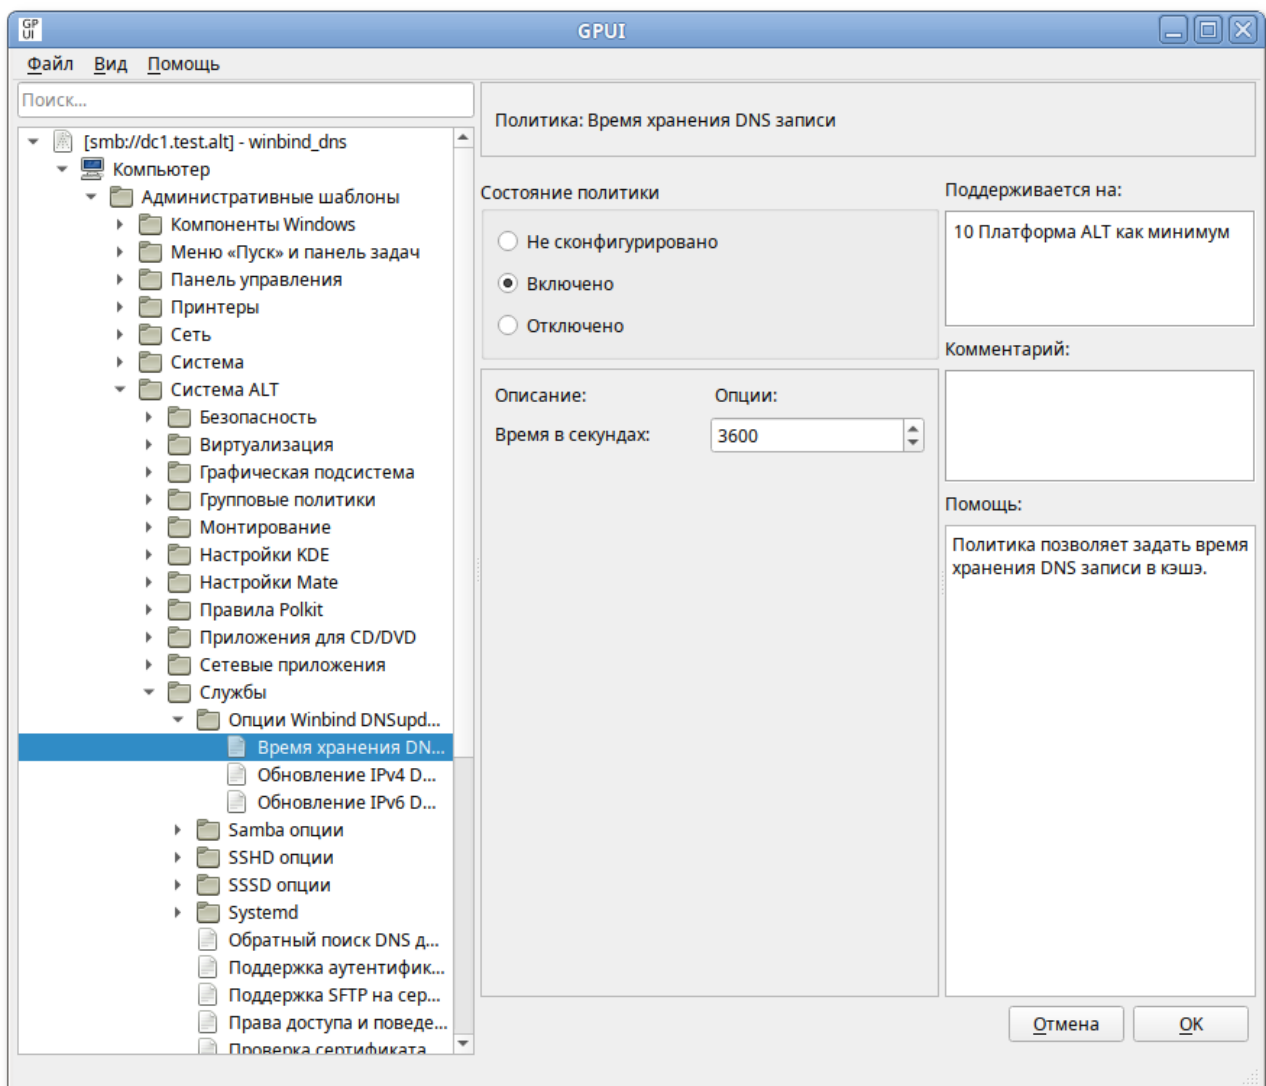 GP
UI
GPUI
Файл Вид Помощь
Поиск...
[smb://dc1.test.alt] - winbind_dns
Компьютер
Административные шаблоны
Компоненты Windows
Меню «Пуск» и панель задач
Панель управления
Принтеры
Сеть
Система
Система ALT
Безопасность
Виртуализация
Графическая подсистема
Групповые политики
Монтирование
Настройки KDE
Настройки Mate
Правила Polkit
Приложения для CD/DVD
Сетевые приложения
Службы
Опции Winbind DNSupd...
Время хранения DN...
Обновление IPv4 D...
Обновление IPv6 D...
Samba опции
SSHD опции
SSSD опции
Systemd
Обратный поиск DNS д...
Поддержка аутентифик...
Поддержка SFTP на сер...
Права доступа и поведе...
Проверка сертификата
Политика: Время хранения DNS записи
Состояние политики
Не сконфигурировано
Включено
Отключено
Описание: Опции:
Время в секундах: 3600
Поддерживается на:
10 Платформа ALT как минимум
Комментарий:
Помощь:
Политика позволяет задать время
хранения DNS записи в кэшэ.
Отмена OK